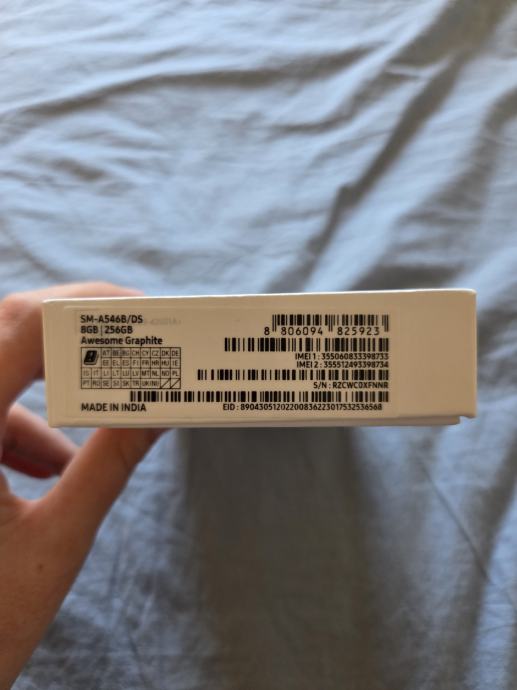 SM-A546B/DS
8GB | 256GB
Awesome Graphite
8 806094 825923
IMEI 1 : 355060833398733
IMEI 2 : 355512493398734
S/N : RZCWC0XFNNR
AT BE BG CH CY CZ DK DE
EE EL ES FI FR HR HU IE
IS IT LI LT LU LV MT NL NO PL
PT RO SE SI SK TR UK(NI)
MADE IN INDIA
EID : 89043051202200836223017532536568